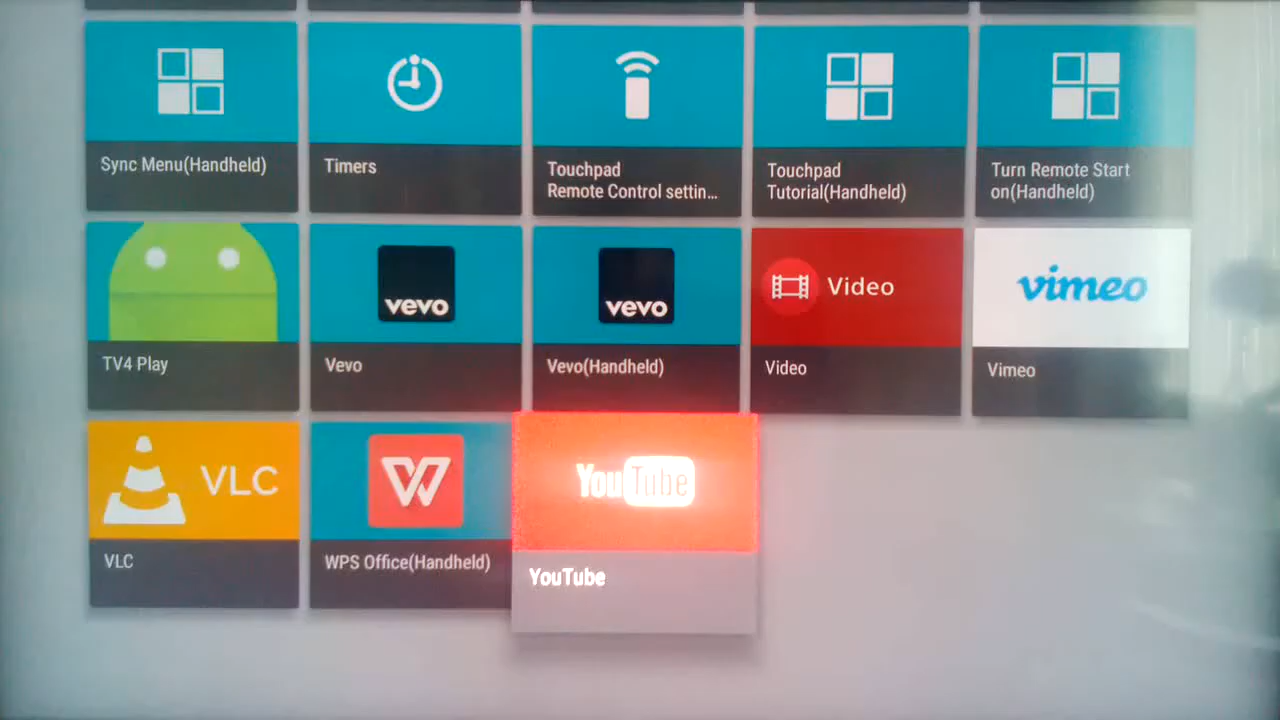 Sync Menu(Handheld)
Timers
Touchpad
Remote Control settin...
Touchpad
Tutorial(Handheld)
Turn Remote Start
on(Handheld)
vevo
vevo
Video
vimeo
TV4 Play
Vevo
Vevo(Handheld)
Video
Vimeo
VLC
W
YouTube
VLC
WPS Office(Handheld)
YouTube